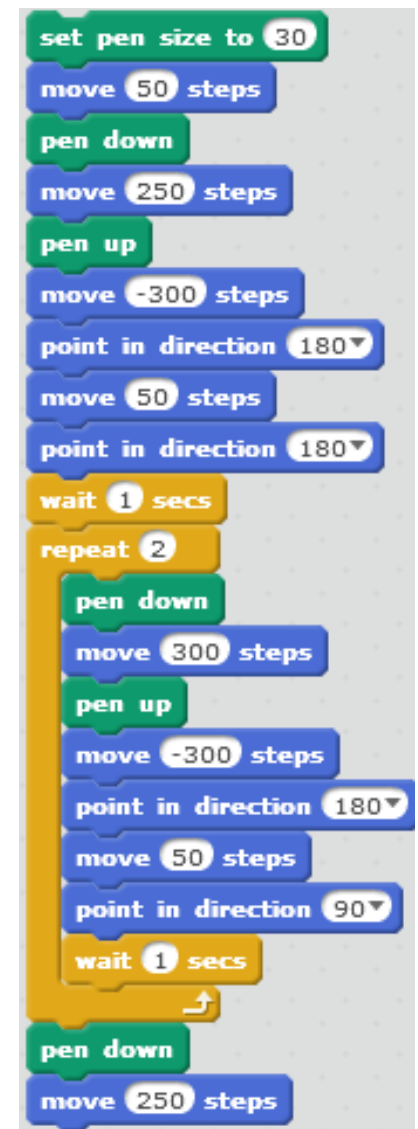 set pen size to 30
move 50 steps
pen down
move 250 steps
pen up
move -300 steps
point in direction 180
move 50 steps
point in direction 180
wait 1 secs
repeat 2
pen down
move 300 steps
pen up
move -300 steps
point in direction 180
move 50 steps
point in direction 90
wait 1 secs
pen down
move 250 steps